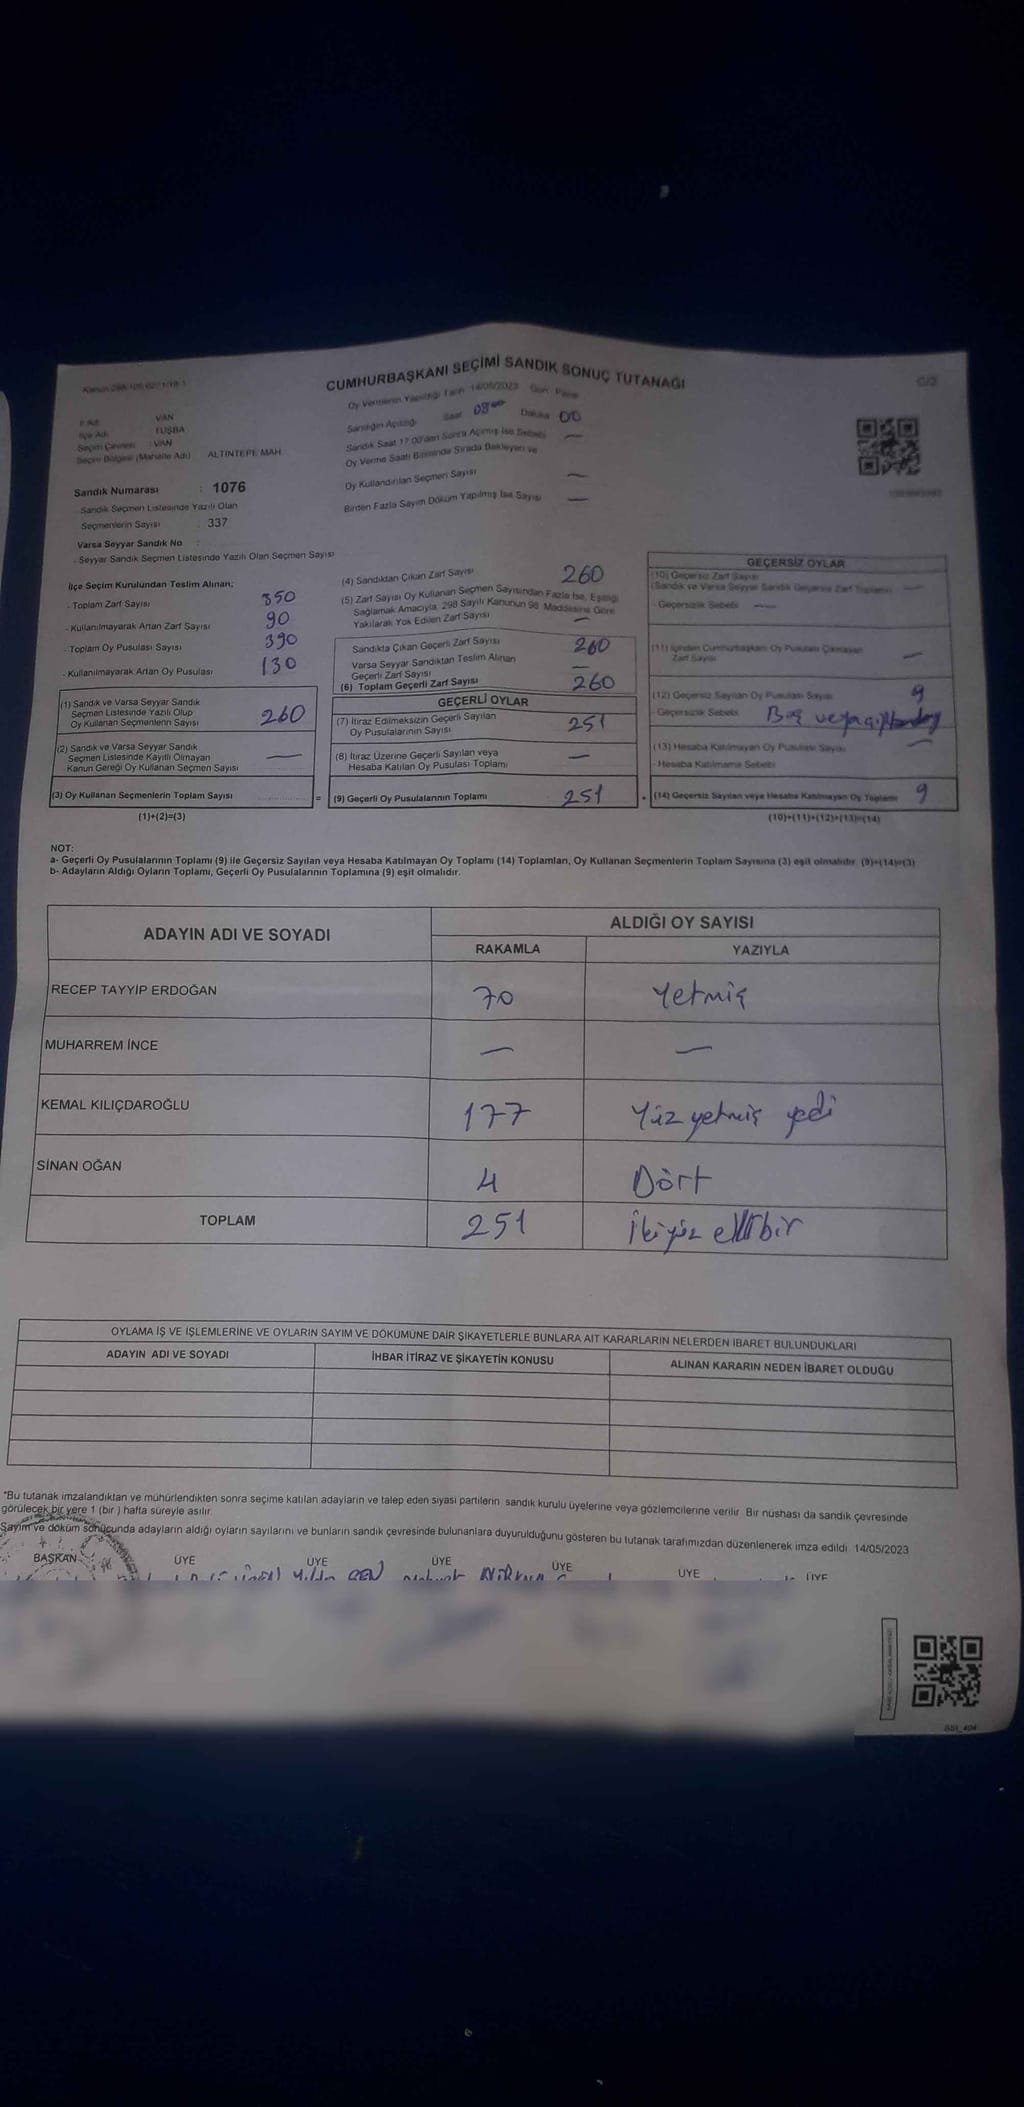 CUMHURBAŞKANI SEÇİMİ SANDIK SONUÇ TUTANAĞI
Oy Vermenin Yapıldığı Tarih 14/05/2023 Gün Pazar
İl Adı VAN
İlçe Adı TUŞBA
Seçim Çevresi : VAN
Seçim Bölgesi (Mahalle Adı) ALTINTEPE MAH
Sandık Numarası : 1076
Sandık Seçmen Listesinde Yazılı Olan
Seçmenlerin Sayısı : 337
Varsa Seyyar Sandık No :
- Seyyar Sandık Seçmen Listesinde Yazılı Olan Seçmen Sayısı
Sandığın Açıldığı Saat 08 Dakika 00
Sandık Saat 17:00'den Sonra Açılmış İse Sebebi —
Oy Verme Saati Bitiminde Sırada Bekleyen ve
Oy Kullandırılan Seçmen Sayısı —
Birden Fazla Sayım Döküm Yapılmış İse Sayısı —
İlçe Seçim Kurulundan Teslim Alınan;
- Toplam Zarf Sayısı 350
- Kullanılmayarak Artan Zarf Sayısı 90
- Toplam Oy Pusulası Sayısı 390
- Kullanılmayarak Artan Oy Pusulası 130
(1) Sandık ve Varsa Seyyar Sandık
Seçmen Listesinde Yazılı Olup
Oy Kullanan Seçmenlerin Sayısı 260
(2) Sandık ve Varsa Seyyar Sandık
Seçmen Listesinde Kayıtlı Olmayan
Kanun Gereği Oy Kullanan Seçmen Sayısı —
(3) Oy Kullanan Seçmenlerin Toplam Sayısı .............. =
(1)+(2)=(3)
(4) Sandıktan Çıkan Zarf Sayısı 260
(5) Zarf Sayısı Oy Kullanan Seçmen Sayısından Fazla İse, Eşitliği
Sağlamak Amacıyla, 298 Sayılı Kanunun 98. Maddesine Göre
Yakılarak Yok Edilen Zarf Sayısı —
Sandıkta Çıkan Geçerli Zarf Sayısı 260
Varsa Seyyar Sandıktan Teslim Alınan
Geçerli Zarf Sayısı —
(6) Toplam Geçerli Zarf Sayısı 260
GEÇERLİ OYLAR
(7) İtiraz Edilmeksizin Geçerli Sayılan
Oy Pusulalarının Sayısı 251
(8) İtiraz Üzerine Geçerli Sayılan veya
Hesaba Katılan Oy Pusulası Toplamı —
(9) Geçerli Oy Pusulalarının Toplamı 251 +
GEÇERSİZ OYLAR
(10) Geçersiz Zarf Sayısı
(Sandık ve Varsa Seyyar Sandık Geçersiz Zarf Toplamı) —
- Geçersizlik Sebebi —
(11) İçinden Cumhurbaşkanı Oy Pusulası Çıkmayan
Zarf Sayısı —
(12) Geçersiz Sayılan Oy Pusulası Sayısı 9
- Geçersizlik Sebebi Boş veya
(13) Hesaba Katılmayan Oy Pusulası Sayısı —
- Hesaba Katılmama Sebebi
(14) Geçersiz Sayılan veya Hesaba Katılmayan Oy Toplamı 9
(10)+(11)+(12)+(13)=(14)
NOT:
a- Geçerli Oy Pusulalarının Toplamı (9) ile Geçersiz Sayılan veya Hesaba Katılmayan Oy Toplamı (14) Toplamları, Oy Kullanan Seçmenlerin Toplam Sayısına (3) eşit olmalıdır. (9)+(14)=(3)
b- Adayların Aldığı Oyların Toplamı, Geçerli Oy Pusulalarının Toplamına (9) eşit olmalıdır.
ADAYIN ADI VE SOYADI
ALDIĞI OY SAYISI
RAKAMLA YAZIYLA
RECEP TAYYİP ERDOĞAN 70 Yetmiş
MUHARREM İNCE — —
KEMAL KILIÇDAROĞLU 177 Yüz yetmiş yedi
SİNAN OĞAN 4 Dört
TOPLAM 251 İkiyüz ellibir
OYLAMA İŞ VE İŞLEMLERİNE VE OYLARIN SAYIM VE DÖKÜMÜNE DAİR ŞİKAYETLERLE BUNLARA AİT KARARLARIN NELERDEN İBARET BULUNDUKLARI
ADAYIN ADI VE SOYADI İHBAR İTİRAZ VE ŞİKAYETİN KONUSU ALINAN KARARIN NEDEN İBARET OLDUĞU
*Bu tutanak imzalandıktan ve mühürlendikten sonra seçime katılan adayların ve talep eden siyasi partilerin sandık kurulu üyelerine veya gözlemcilerine verilir. Bir nüshası da sandık çevresinde
görülecek bir yere 1 (bir ) hafta süreyle asılır.
Sayım ve döküm sonucunda adayların aldığı oyların sayılarını ve bunların sandık çevresinde bulunanlara duyurulduğunu gösteren bu tutanak tarafımızdan düzenlenerek imza edildi. 14/05/2023
BAŞKAN ÜYE ÜYE ÜYE ÜYE ÜYE ÜYE